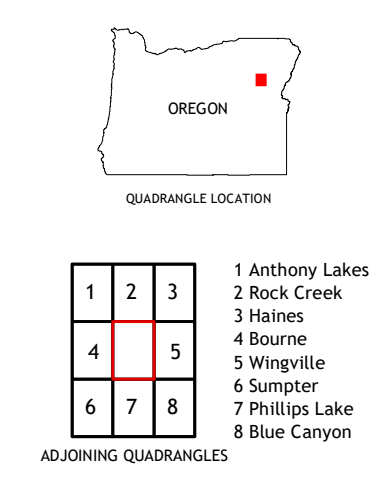 OREGON
QUADRANGLE LOCATION
1 2 3
4 5
6 7 8
ADJOINING QUADRANGLES
1 Anthony Lakes
2 Rock Creek
3 Haines
4 Bourne
5 Wingville
6 Sumpter
7 Phillips Lake
8 Blue Canyon